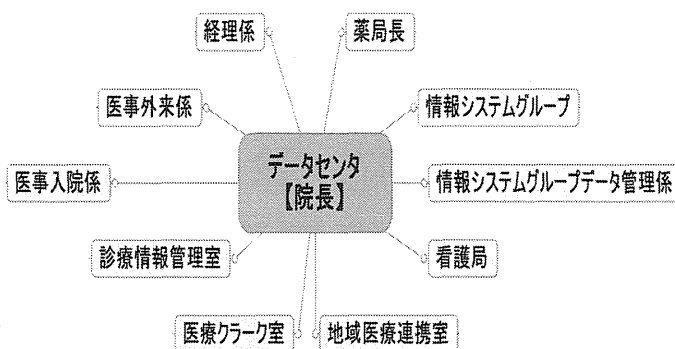 経理係
薬局長
医事外来係
情報システムグループ
データセンタ
【院長】
医事入院係
情報システムグループデータ管理係
診療情報管理室
看護局
医療クラーク室
地域医療連携室